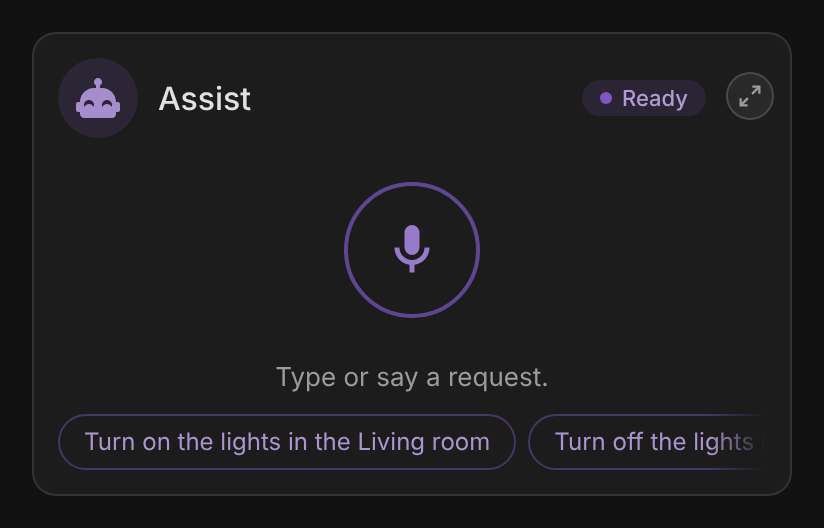 Assist
Ready
Type or say a request.
Turn on the lights in the Living room
Turn off the lights